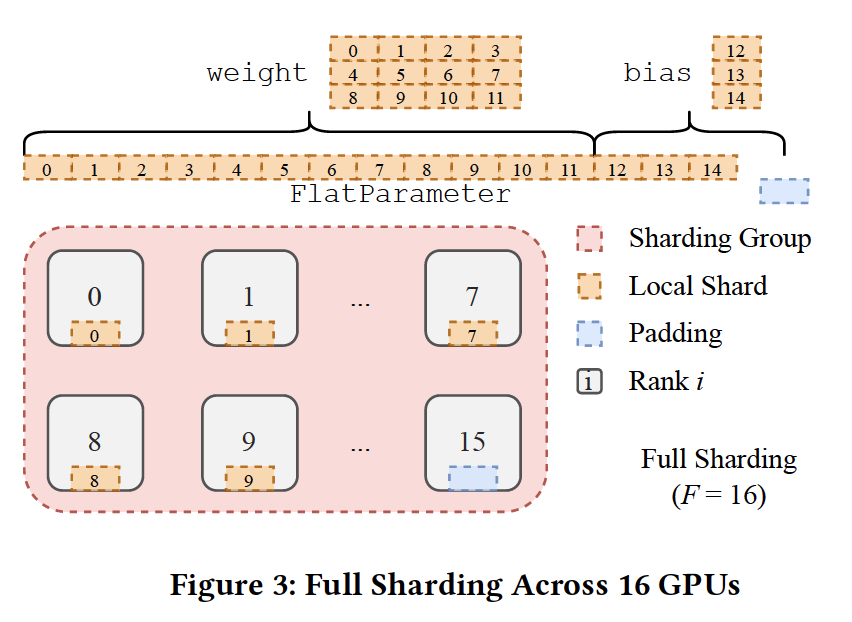 weight
0 1 2 3
4 5 6 7
8 9 10 11
bias
12
13
14
0 1 2 3 4 5 6 7 8 9 10 11 12 13 14
FlatParameter
0 1 ... 7
0 1 7
8 9 ... 15
8 9
Sharding Group
Local Shard
Padding
i Rank i
Full Sharding
(F = 16)
Figure 3: Full Sharding Across 16 GPUs